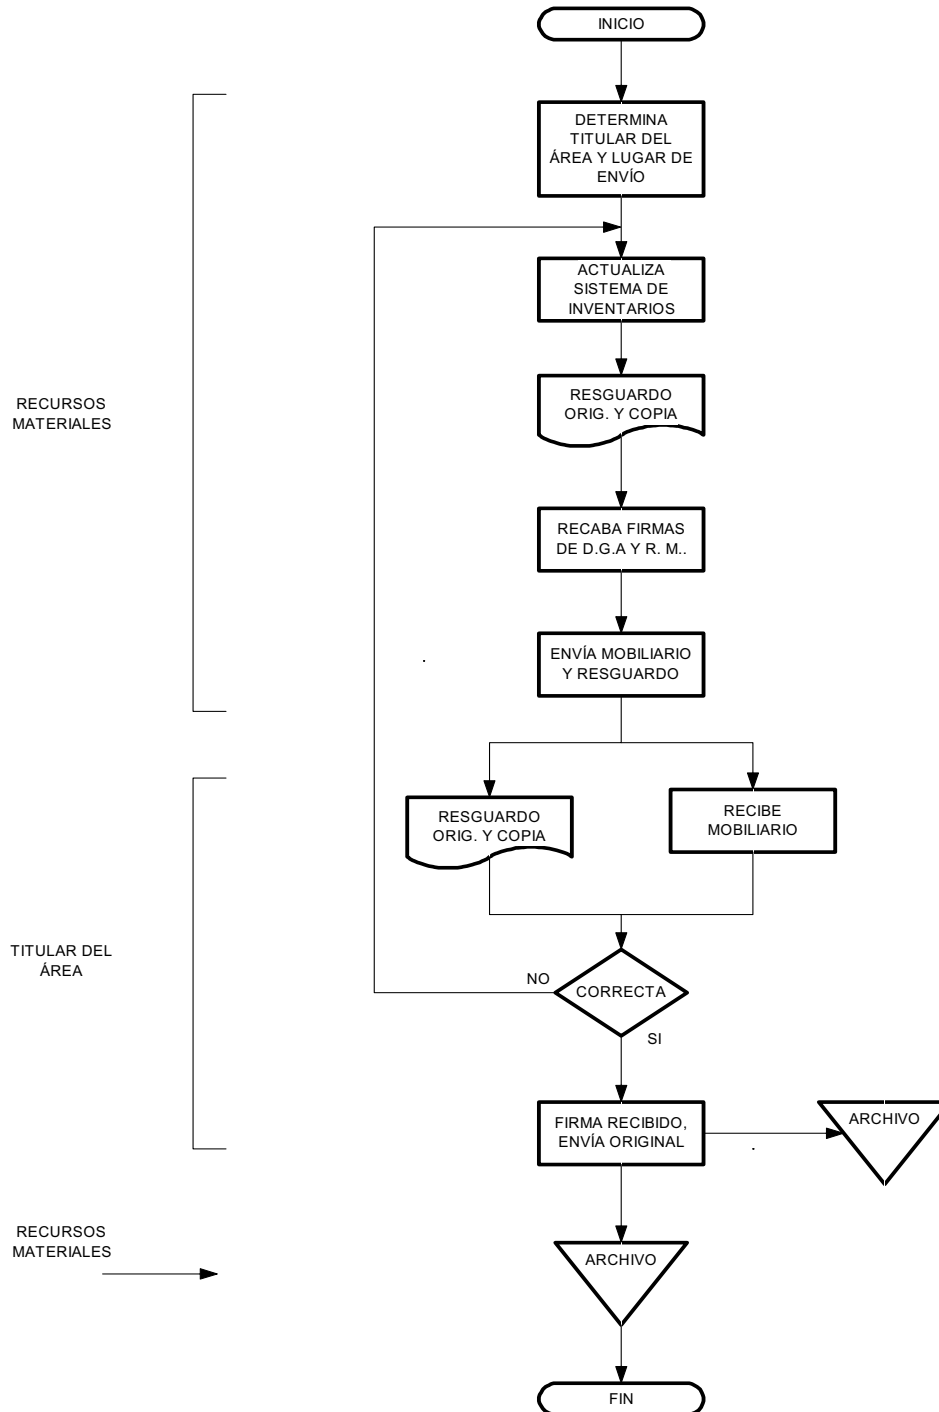 INICIO
DETERMINA
TITULAR DEL
ÁREA Y LUGAR DE
ENVÍO
ACTUALIZA
SISTEMA DE
INVENTARIOS
RESGUARDO
ORIG. Y COPIA
RECURSOS
MATERIALES
RECABA FIRMAS
DE D.G.A Y R. M..
ENVÍA MOBILIARIO
Y RESGUARDO
RESGUARDO
ORIG. Y COPIA
RECIBE
MOBILIARIO
TITULAR DEL
ÁREA
NO
CORRECTA
SI
FIRMA RECIBIDO,
ENVÍA ORIGINAL
ARCHIVO
RECURSOS
MATERIALES
ARCHIVO
FIN